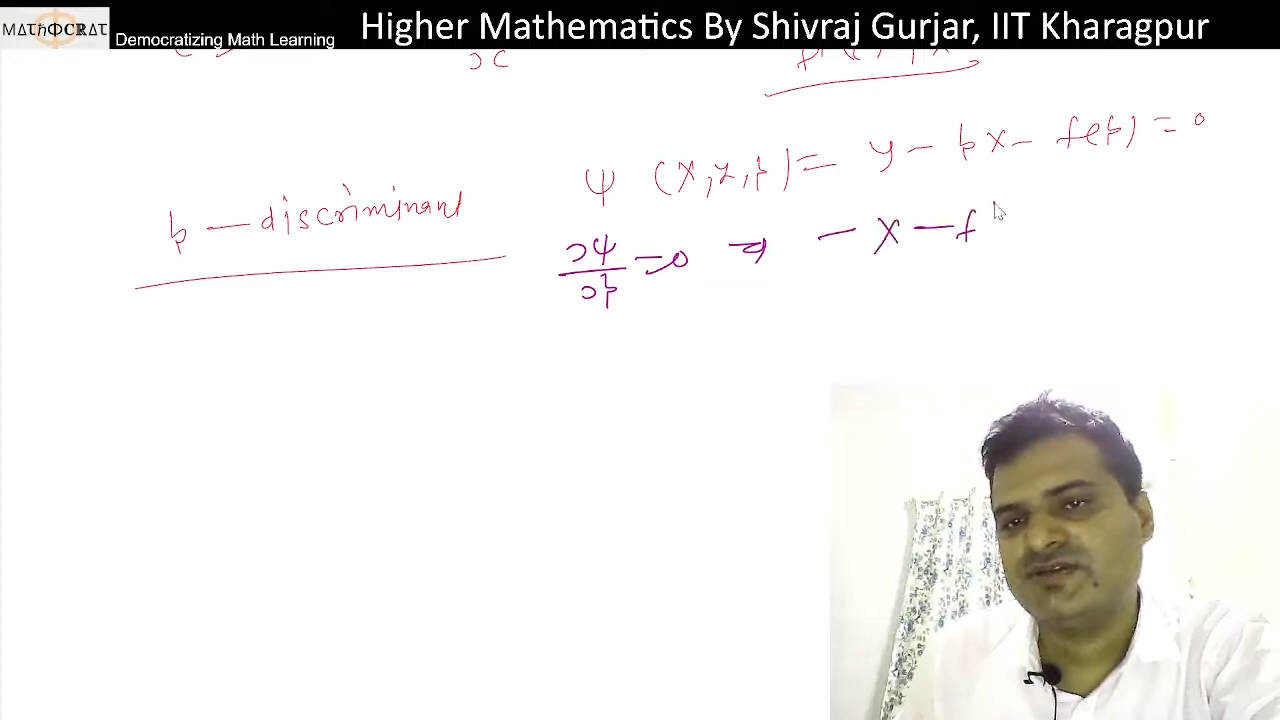 MATHOCRAT Democratizing Math Learning Higher Mathematics By Shivraj Gurjar, IIT Kharagpur
ψ (x, y, p) = y - px - f(p) = 0
p - discriminant
∂ψ/∂p = 0 ⇒ - x - f